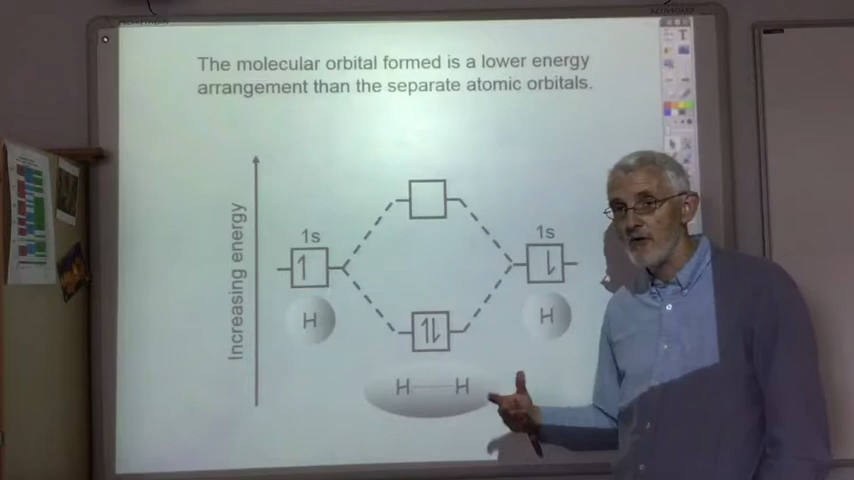 The molecular orbital formed is a lower energy
arrangement than the separate atomic orbitals.
Increasing energy
1s
1s
H
H
H H